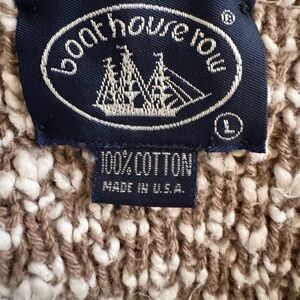 boathouse row ®
L
100% COTTON
MADE IN U.S.A.